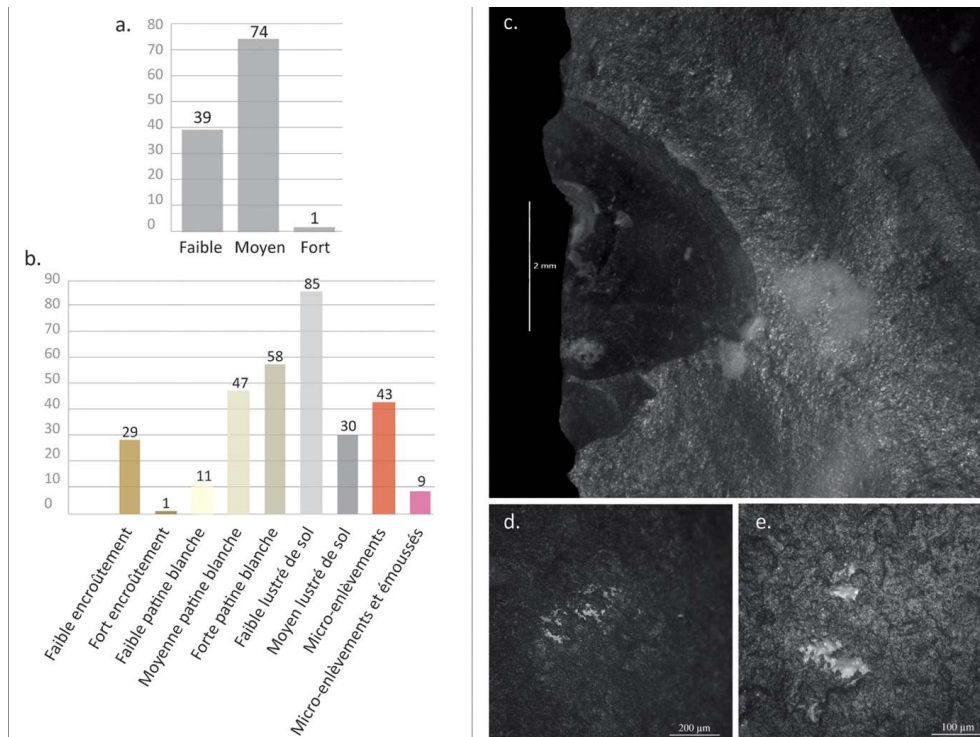 a.
80
70
60
50
40
30
20
10
0
39
74
1
Faible
Moyen
Fort
b.
90
80
70
60
50
40
30
20
10
0
29
1
11
47
58
85
30
43
9
Faible encroûtement
Fort encroûtement
Faible patine blanche
Moyenne patine blanche
Forte patine blanche
Faible lustré de sol
Moyen lustré de sol
Micro-enlèvements
Micro-enlèvements et émoussés
c.
2 mm
d.
200 µm
e.
100 µm